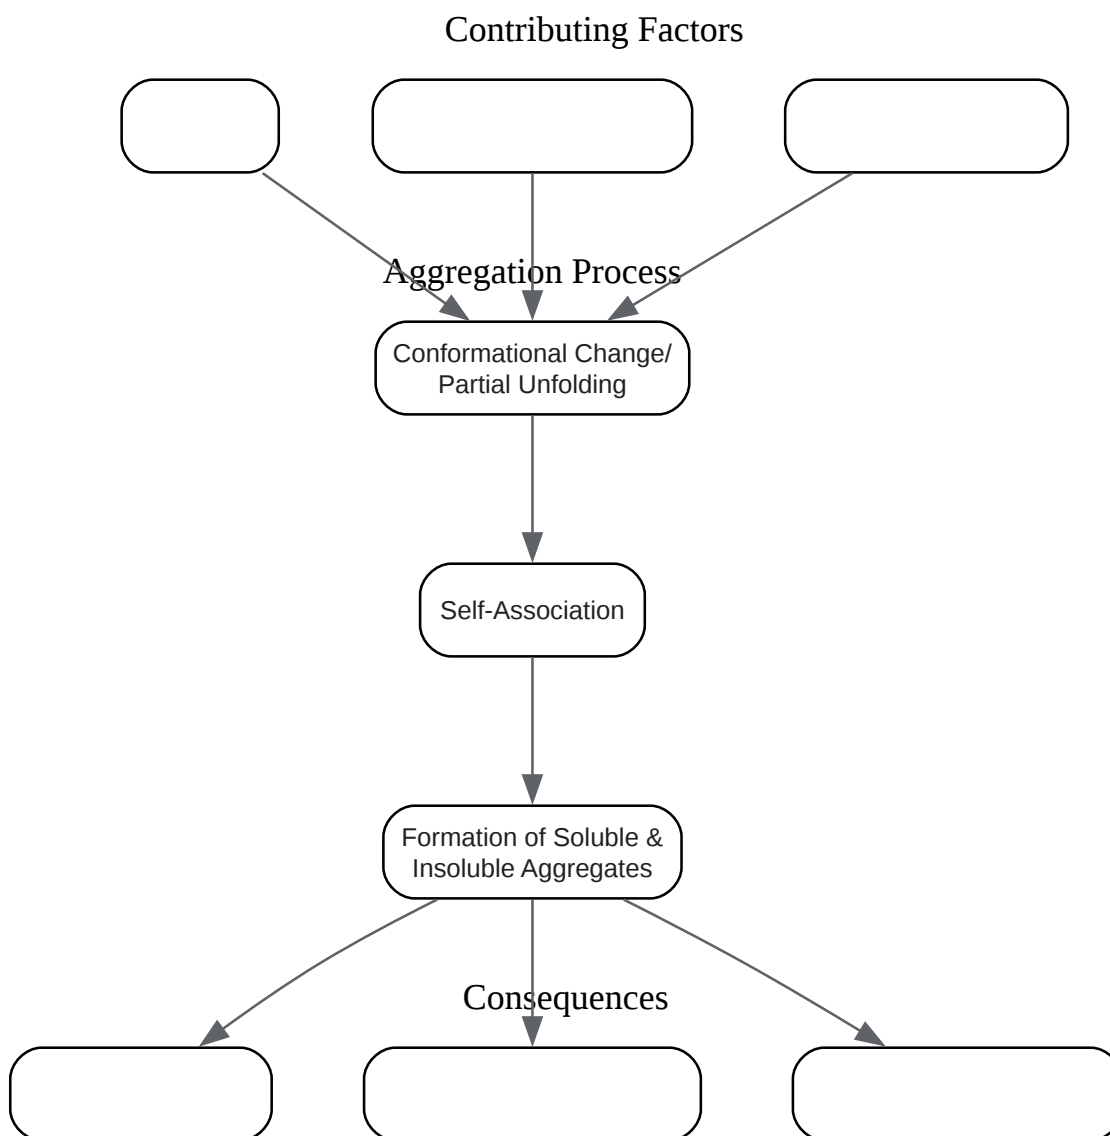 Contributing Factors
Aggregation Process
Conformational Change/
Partial Unfolding
Self-Association
Formation of Soluble &
Insoluble Aggregates
Consequences